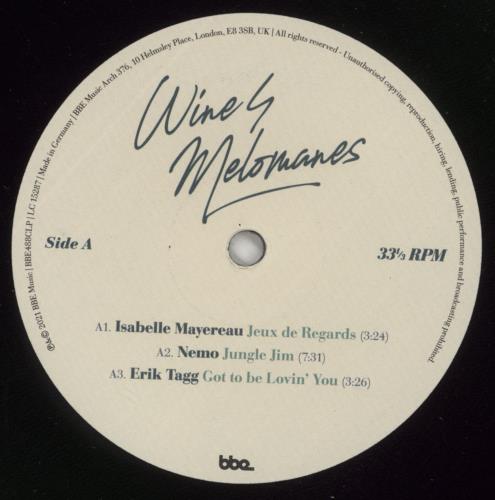 ℗&© 2021 BBE Music | BBE488CLP | LC 15287 | Made in Germany | BBE Music Arch 376, 10 Helmsley Place, London, E8 3SB, UK | All rights reserved - Unauthorised copying, reproduction, hiring, lending, public performance and broadcasting prohibited.
Wine 4
Melomanes
Side A
33⅓ RPM
A1. Isabelle Mayereau Jeux de Regards (3:24)
A2. Nemo Jungle Jim (7:31)
A3. Erik Tagg Got to be Lovin' You (3:26)
bbe